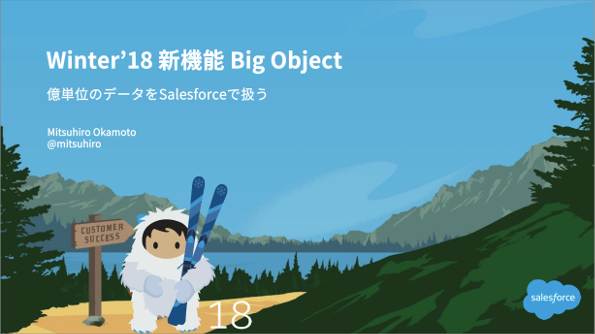 Winter’18 新機能 Big Object
億単位のデータをSalesforceで扱う
Mitsuhiro Okamoto
@mitsuhiro
CUSTOMER
SUCCESS
18
salesforce